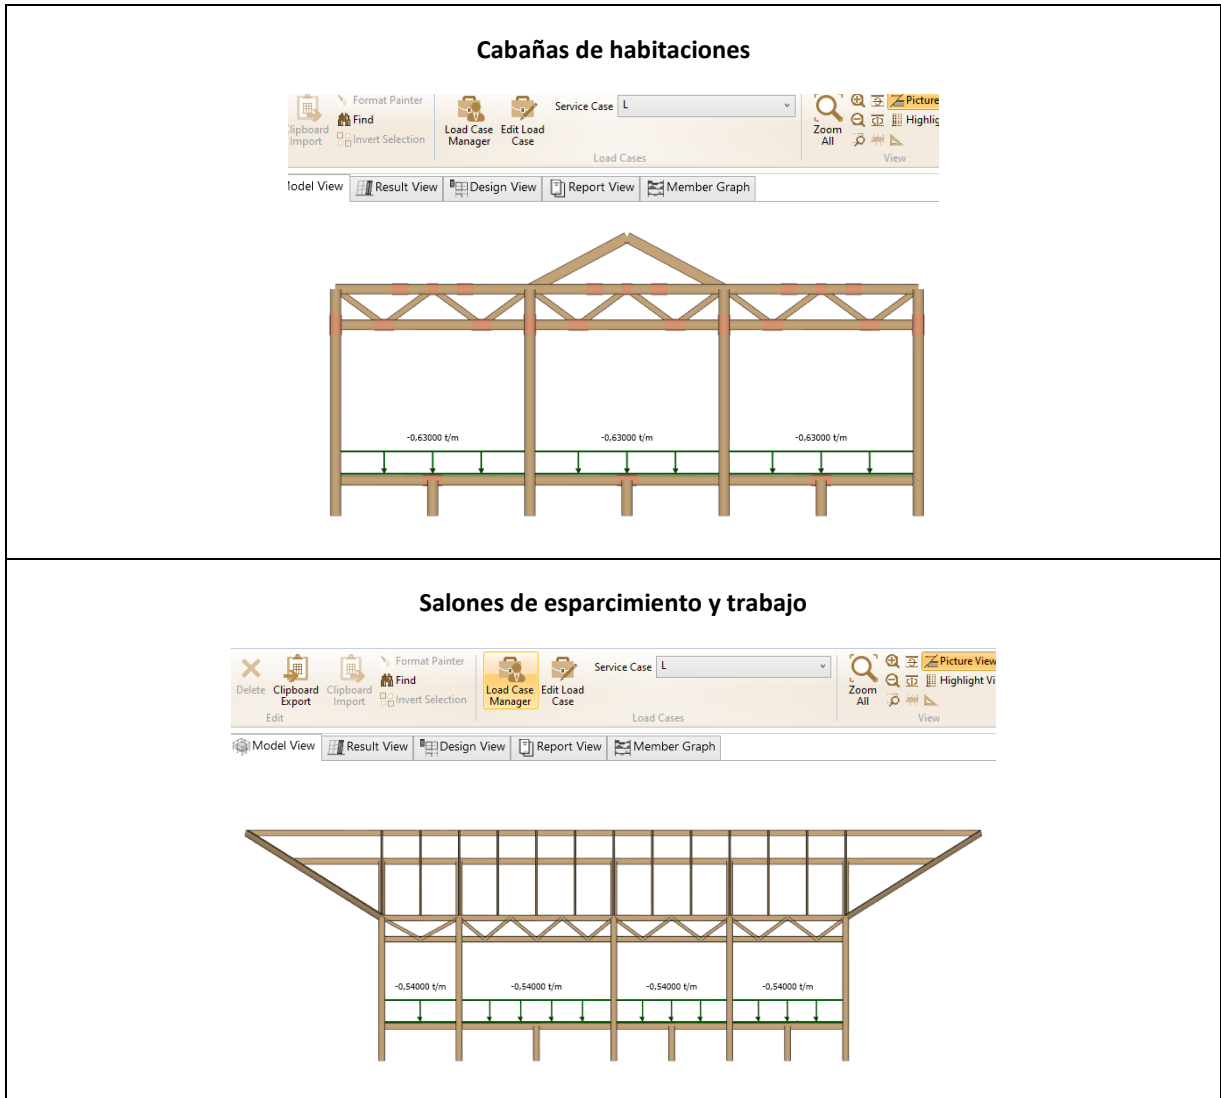 Cabañas de habitaciones
Format Painter
Find
Invert Selection
Clipboard Import
Load Case Manager
Edit Load Case
Service Case L
Load Cases
Zoom All
Picture
Highlig
View
Model View Result View Design View Report View Member Graph
-0,63000 t/m -0,63000 t/m -0,63000 t/m
Salones de esparcimiento y trabajo
Delete
Clipboard Export
Clipboard Import
Format Painter
Find
Invert Selection
Edit
Load Case Manager
Edit Load Case
Service Case L
Load Cases
Zoom All
Picture View
Highlight Vi
View
Model View Result View Design View Report View Member Graph
-0,54000 t/m -0,54000 t/m -0,54000 t/m -0,54000 t/m